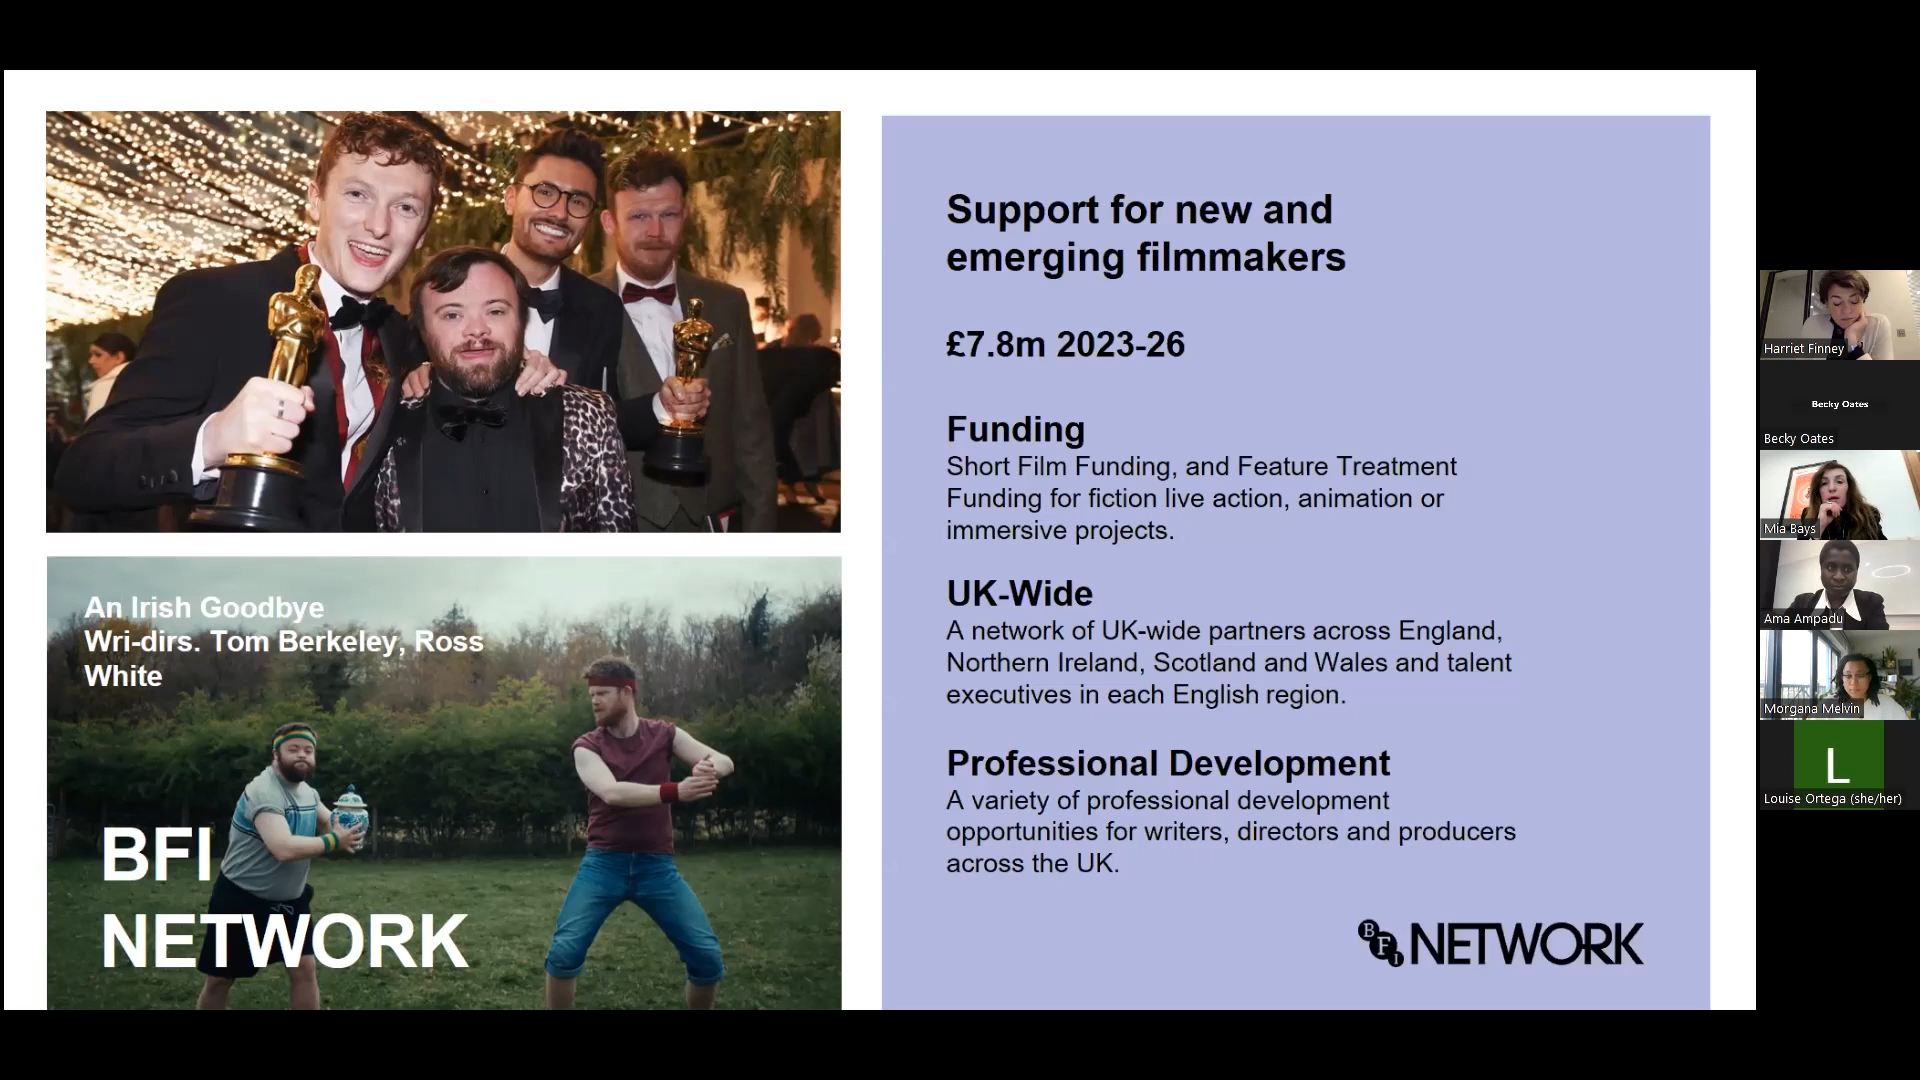 An Irish Goodbye
Wri-dirs. Tom Berkeley, Ross
White
BFI
NETWORK
Support for new and
emerging filmmakers
£7.8m 2023-26
Funding
Short Film Funding, and Feature Treatment
Funding for fiction live action, animation or
immersive projects.
UK-Wide
A network of UK-wide partners across England,
Northern Ireland, Scotland and Wales and talent
executives in each English region.
Professional Development
A variety of professional development
opportunities for writers, directors and producers
across the UK.
BFI NETWORK
Harriet Finney
Becky Oates
Becky Oates
Mia Bays
Ama Ampadu
Morgana Melvin
L
Louise Ortega (she/her)